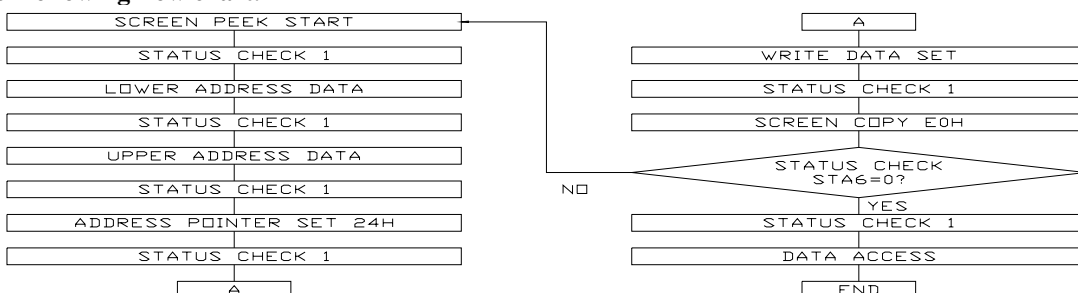 SCREEN PEEK START
STATUS CHECK 1
LOWER ADDRESS DATA
STATUS CHECK 1
UPPER ADDRESS DATA
STATUS CHECK 1
ADDRESS POINTER SET 24H
STATUS CHECK 1
A
NO
A
WRITE DATA SET
STATUS CHECK 1
SCREEN COPY E0H
STATUS CHECK
STA6=0?
YES
STATUS CHECK 1
DATA ACCESS
END